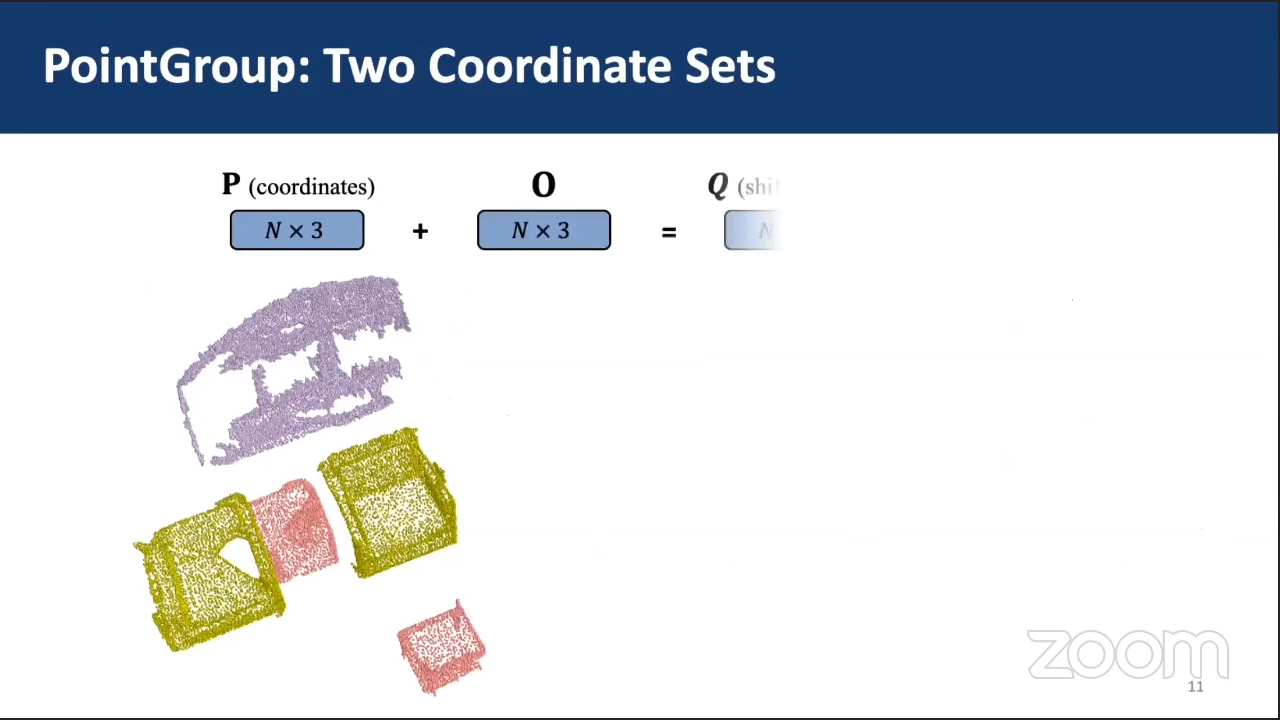 PointGroup: Two Coordinate Sets
P (coordinates) O Q
N × 3 + N × 3 = N
zoom
11